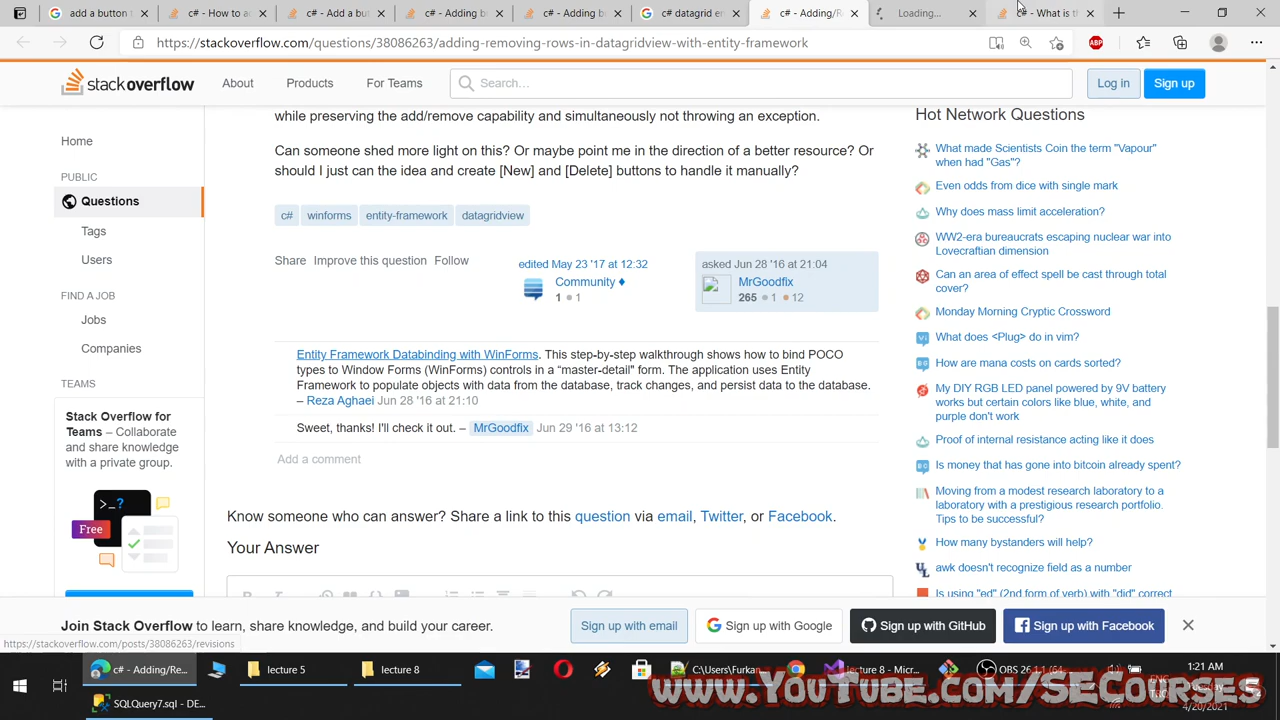 a button t
c# - How to a
c# - Add a but
c# - Adding b
c# - Adding b
c# datagrid en
c# - Adding/R
Loading...
c# - What is th
https://stackoverflow.com/questions/38086263/adding-removing-rows-in-datagridview-with-entity-framework
ABP
stackoverflow
About
Products
For Teams
Search...
Log in
Sign up
Home
PUBLIC
Questions
Tags
Users
FIND A JOB
Jobs
Companies
TEAMS
Stack Overflow for
Teams – Collaborate
and share knowledge
with a private group.
>_?
Free
while preserving the add/remove capability and simultaneously not throwing an exception.
Can someone shed more light on this? Or maybe point me in the direction of a better resource? Or
should I just can the idea and create [New] and [Delete] buttons to handle it manually?
c#
winforms
entity-framework
datagridview
Share
Improve this question
Follow
edited May 23 '17 at 12:32
Community ♦
1 ● 1
asked Jun 28 '16 at 21:04
MrGoodfix
265 ● 1 ● 12
Entity Framework Databinding with WinForms. This step-by-step walkthrough shows how to bind POCO
types to Window Forms (WinForms) controls in a “master-detail" form. The application uses Entity
Framework to populate objects with data from the database, track changes, and persist data to the database.
– Reza Aghaei Jun 28 '16 at 21:10
Sweet, thanks! I'll check it out. – MrGoodfix Jun 29 '16 at 13:12
Add a comment
Know someone who can answer? Share a link to this question via email, Twitter, or Facebook.
Your Answer
Hot Network Questions
What made Scientists Coin the term "Vapour"
when had "Gas"?
Even odds from dice with single mark
Why does mass limit acceleration?
WW2-era bureaucrats escaping nuclear war into
Lovecraftian dimension
Can an area of effect spell be cast through total
cover?
Monday Morning Cryptic Crossword
What does <Plug> do in vim?
How are mana costs on cards sorted?
My DIY RGB LED panel powered by 9V battery
works but certain colors like blue, white, and
purple don't work
Proof of internal resistance acting like it does
Is money that has gone into bitcoin already spent?
Moving from a modest research laboratory to a
laboratory with a prestigious research portfolio.
Tips to be successful?
How many bystanders will help?
awk doesn't recognize field as a number
Is using "ed" (2nd form of verb) with "did" correct
Join Stack Overflow to learn, share knowledge, and build your career.
Sign up with email
Sign up with Google
Sign up with GitHub
Sign up with Facebook
https://stackoverflow.com/posts/38086263/revisions
c# - Adding/Re...
lecture 5
lecture 8
C:\Users\Furkan...
lecture 8 - Micr...
OBS 26.1.1 (64...
1:21 AM
ENG
4/20/2021
SQLQuery7.sql - DE...
www.YouTube.com/SECourses